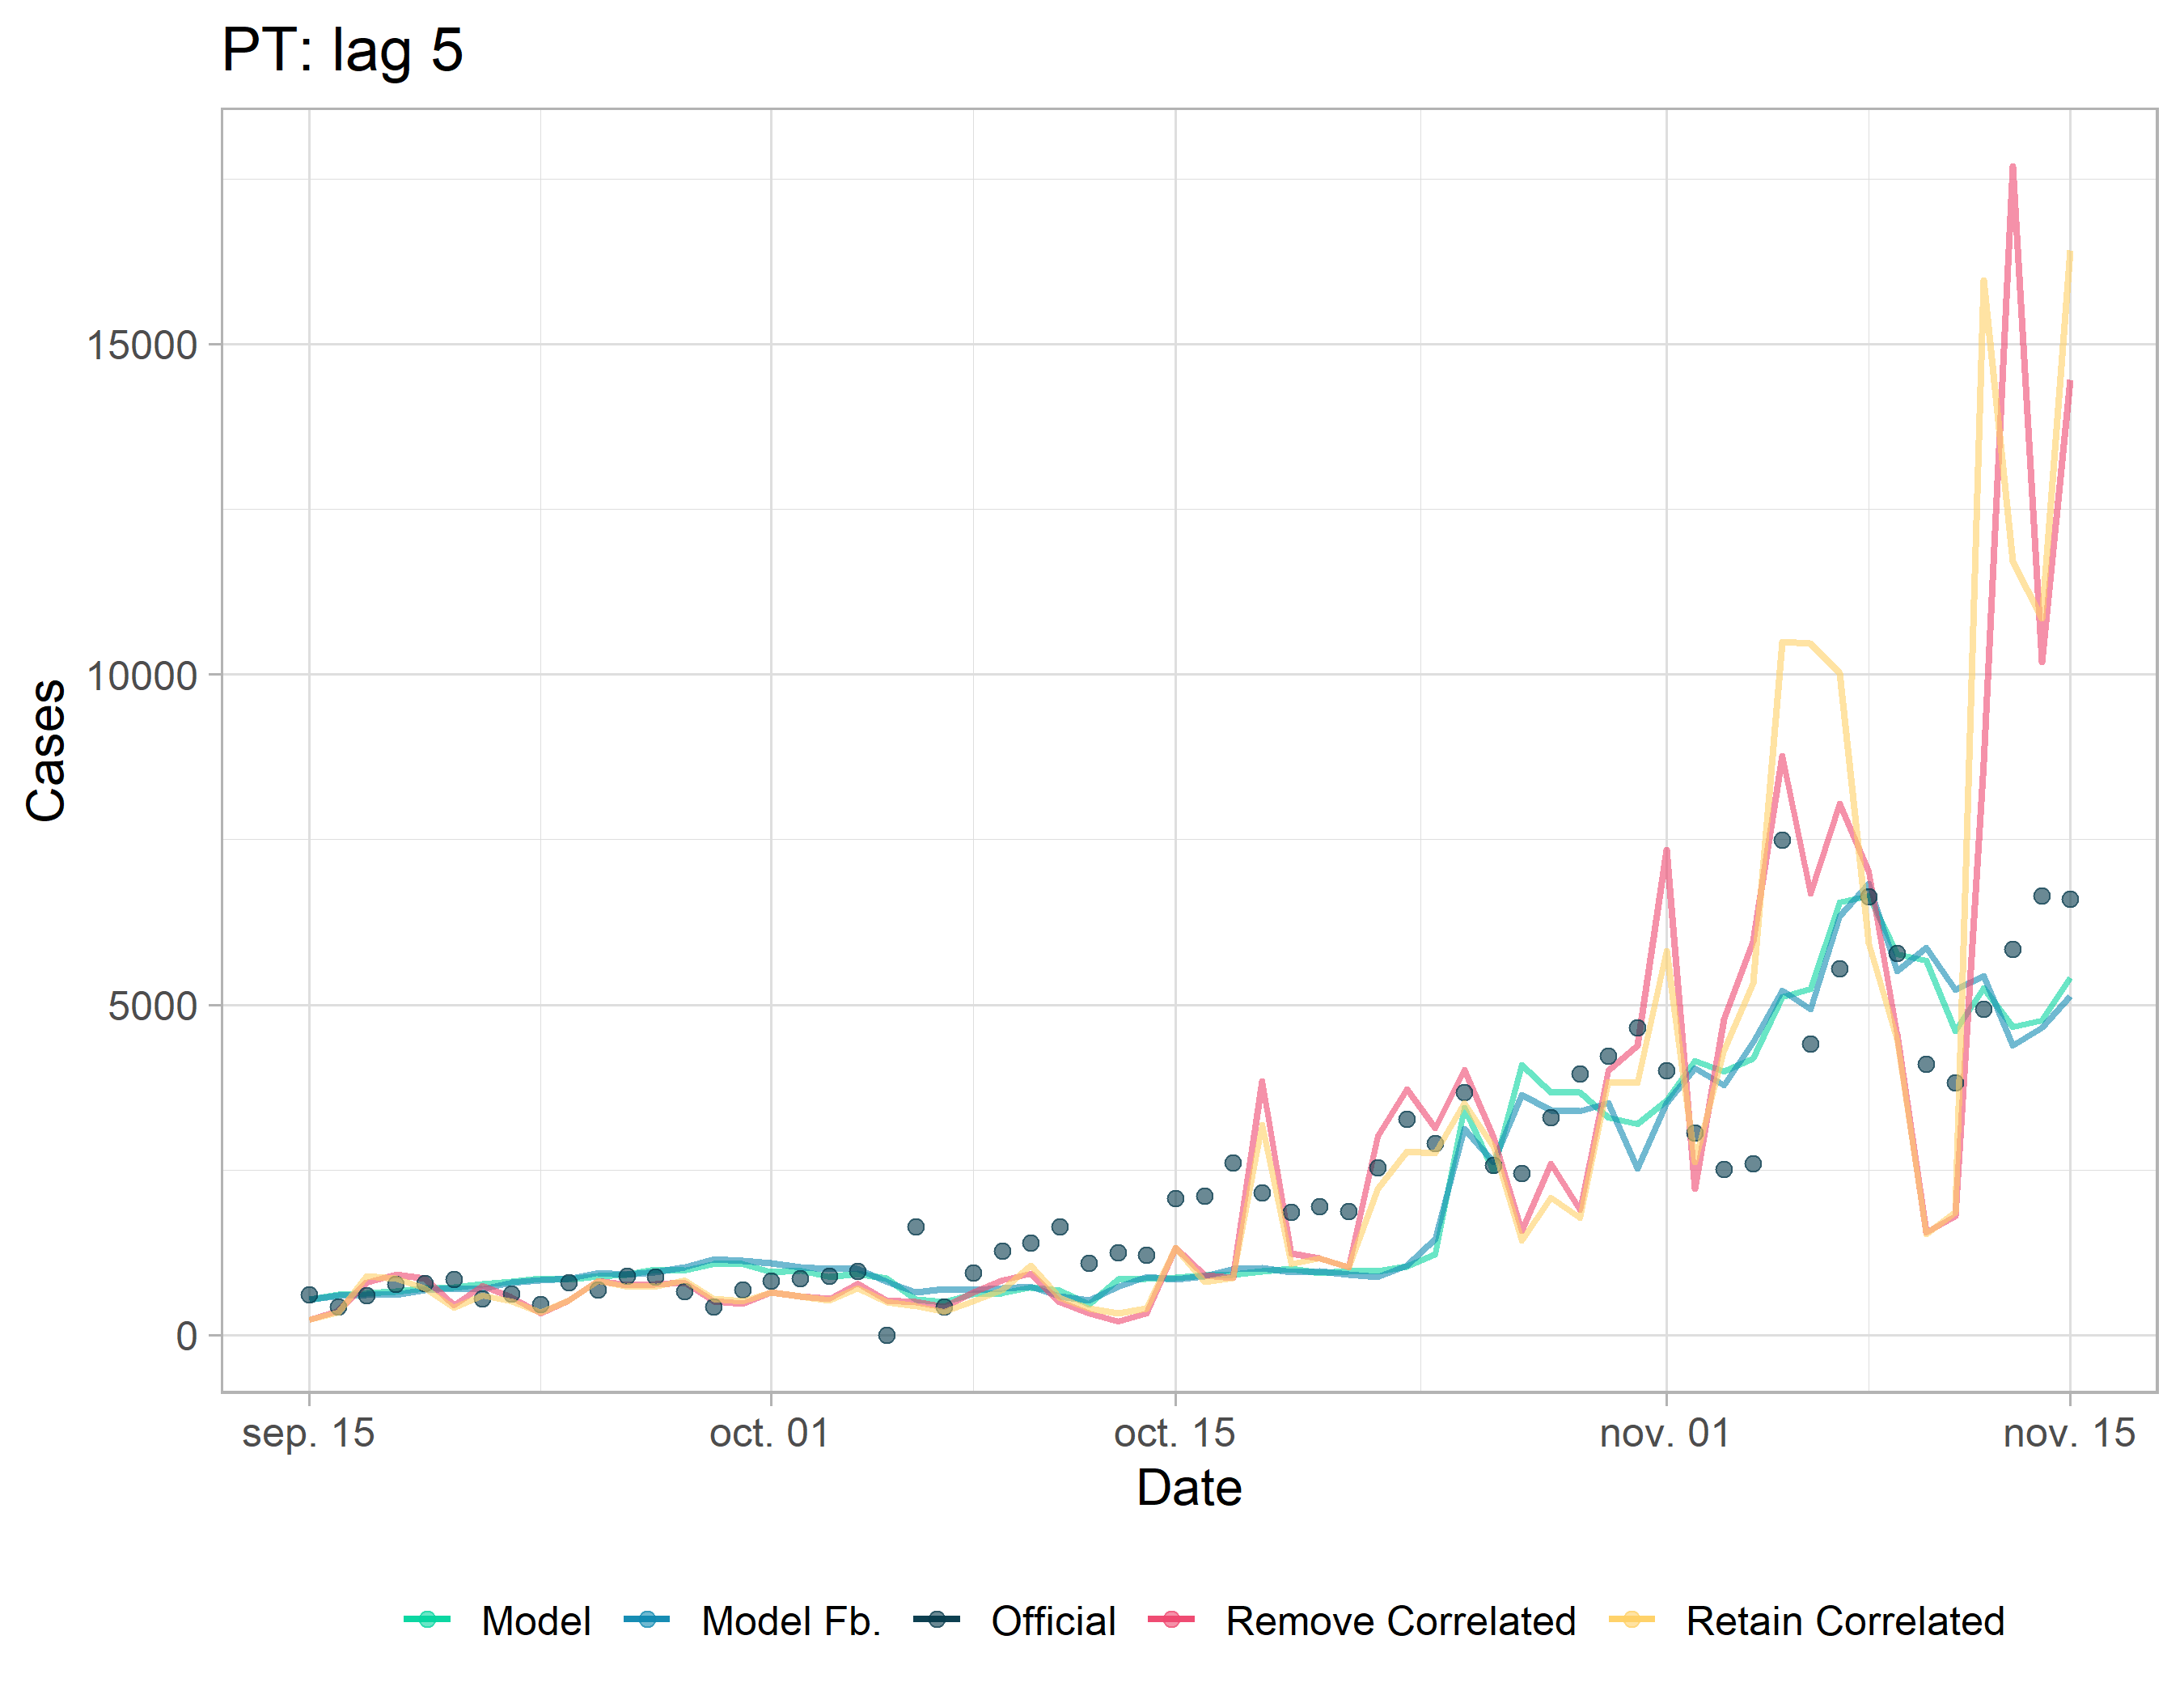 PT: lag 5
Cases
15000
10000
5000
0
sep. 15 oct. 01 oct. 15 nov. 01 nov. 15
Date
Model Model Fb. Official Remove Correlated Retain Correlated